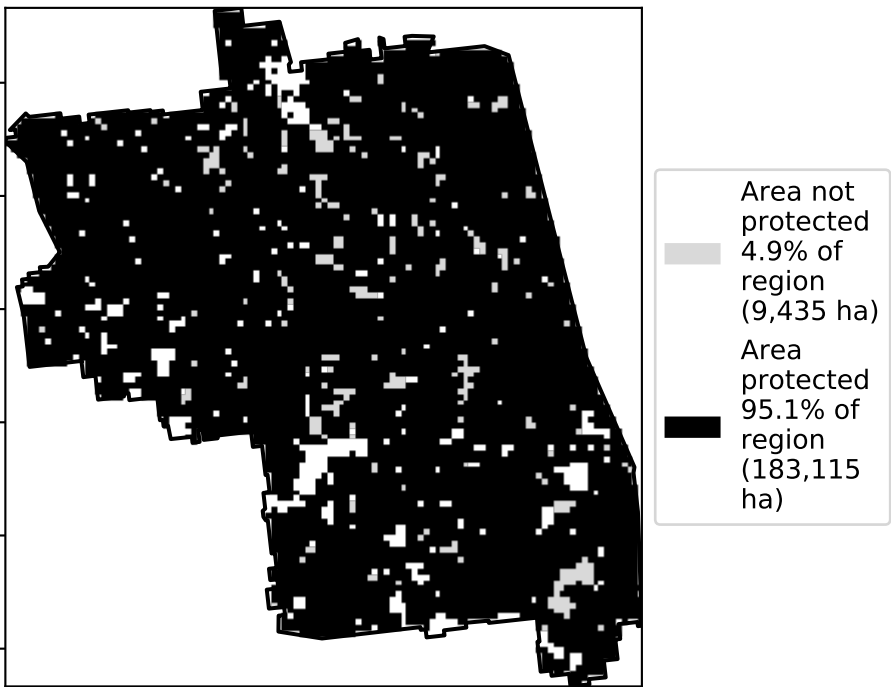 Area not
protected
4.9% of
region
(9,435 ha)
Area
protected
95.1% of
region
(183,115
ha)